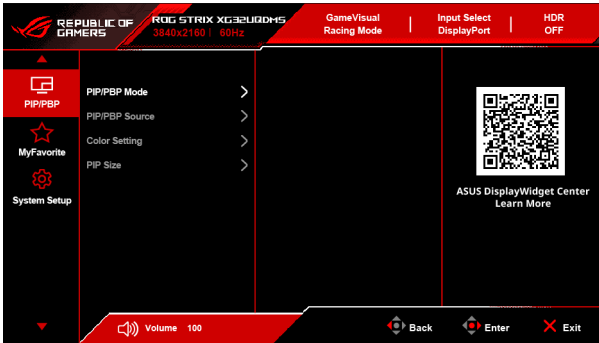 REPUBLIC OF
GAMERS
ROG STRIX XG32UQDMS
3840x2160 | 60Hz
GameVisual
Racing Mode
Input Select
DisplayPort
HDR
OFF
PIP/PBP
MyFavorite
System Setup
PIP/PBP Mode
PIP/PBP Source
Color Setting
PIP Size
ASUS DisplayWidget Center
Learn More
Volume 100
Back
Enter
Exit